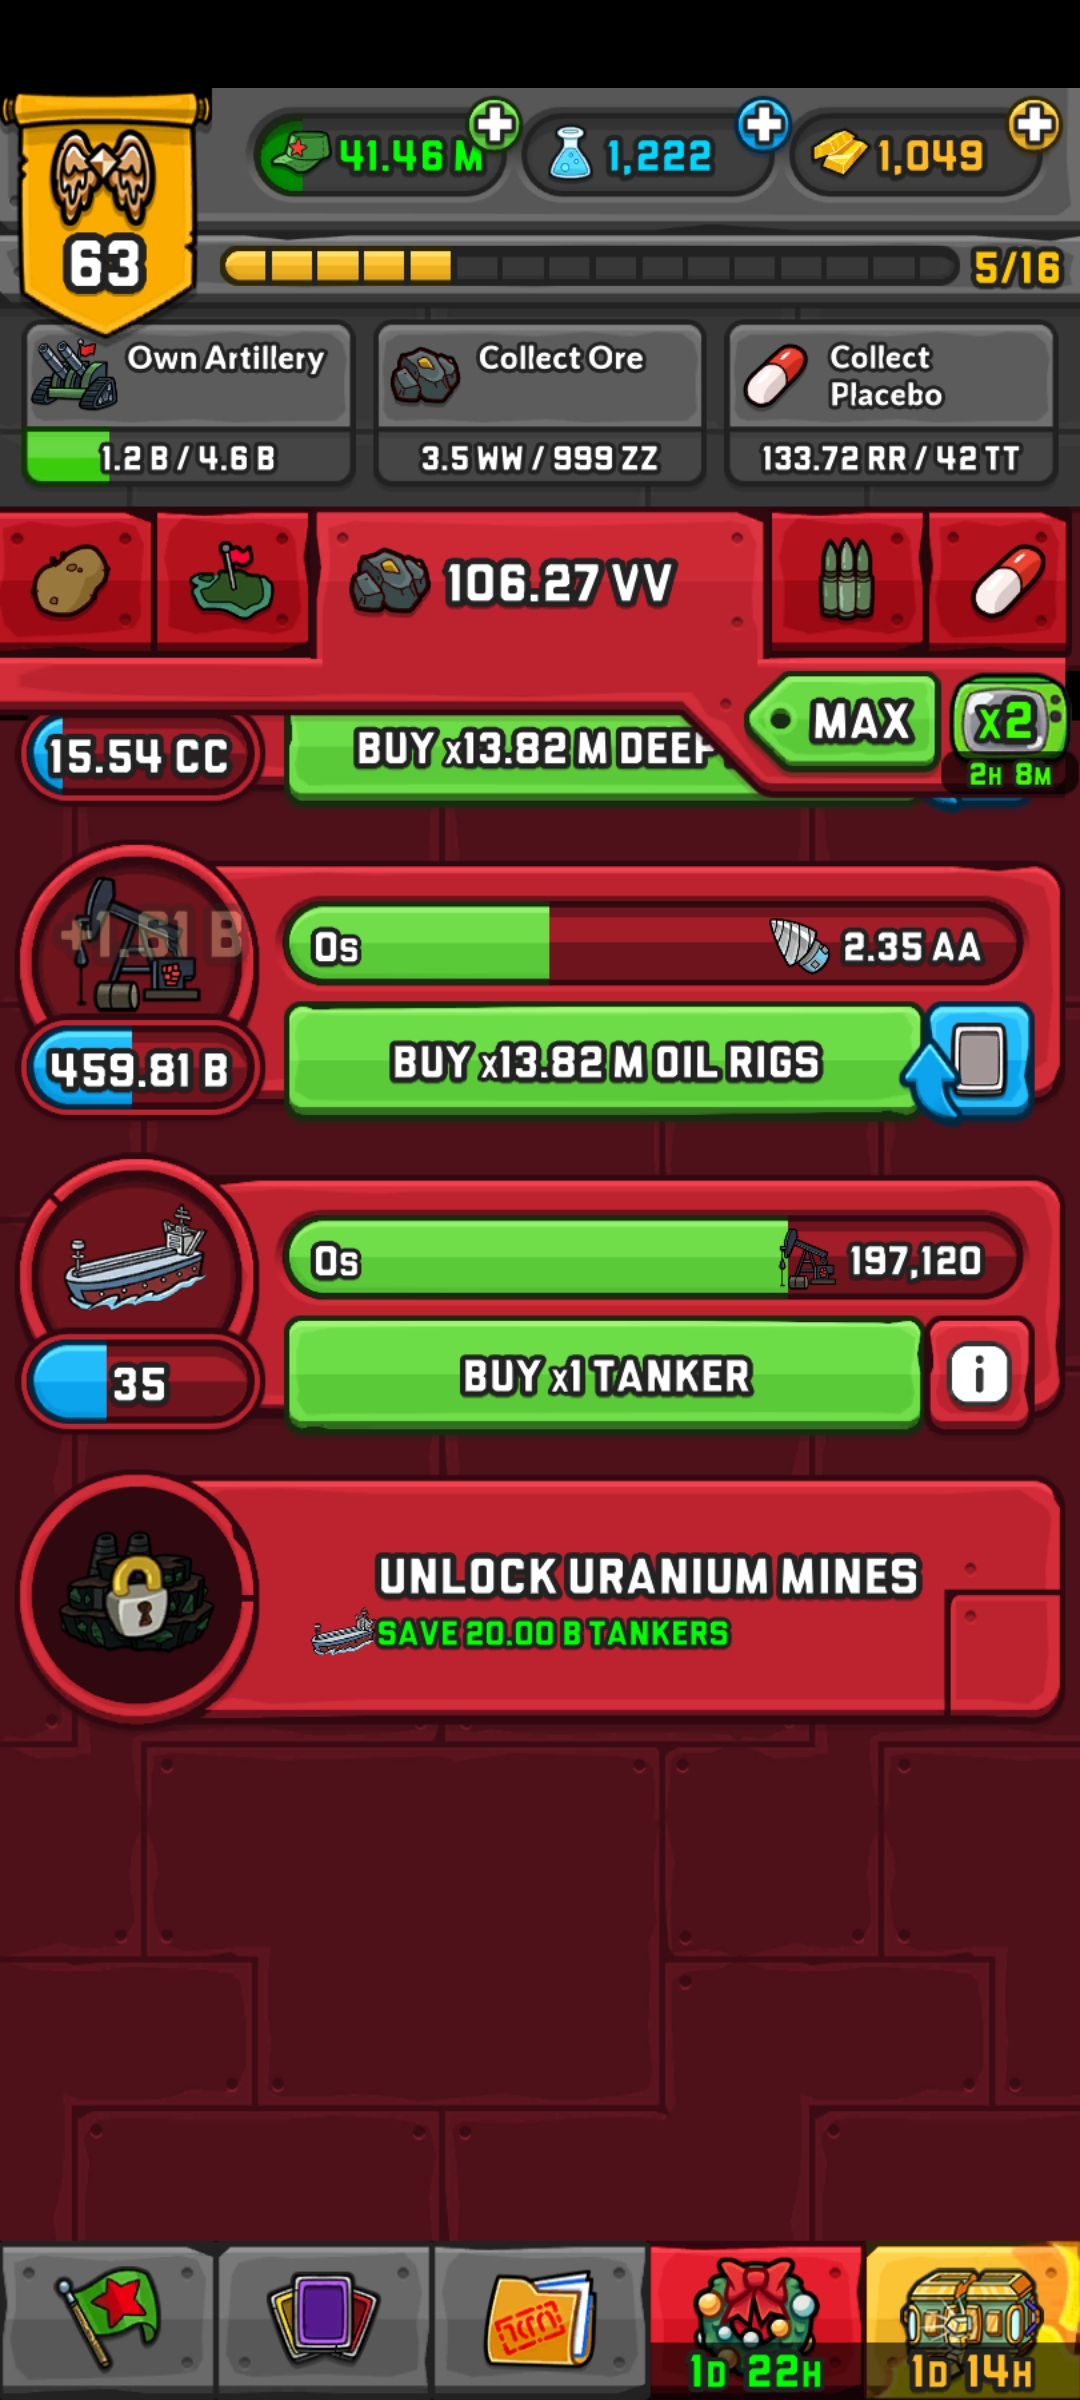 41.46 M
1,222
1,049
63
5/16
Own Artillery
1.2 B / 4.6 B
Collect Ore
3.5 WW / 999 ZZ
Collect
Placebo
133.72 RR / 42 TT
106.27 VV
MAX
x2
2H 8M
15.54 CC
BUY x13.82 M DEEP
+1.61 B
0s
2.35 AA
459.81 B
BUY x13.82 M OIL RIGS
0s
197,120
35
BUY x1 TANKER
i
UNLOCK URANIUM MINES
SAVE 20.00 B TANKERS
1D 22H
1D 14H